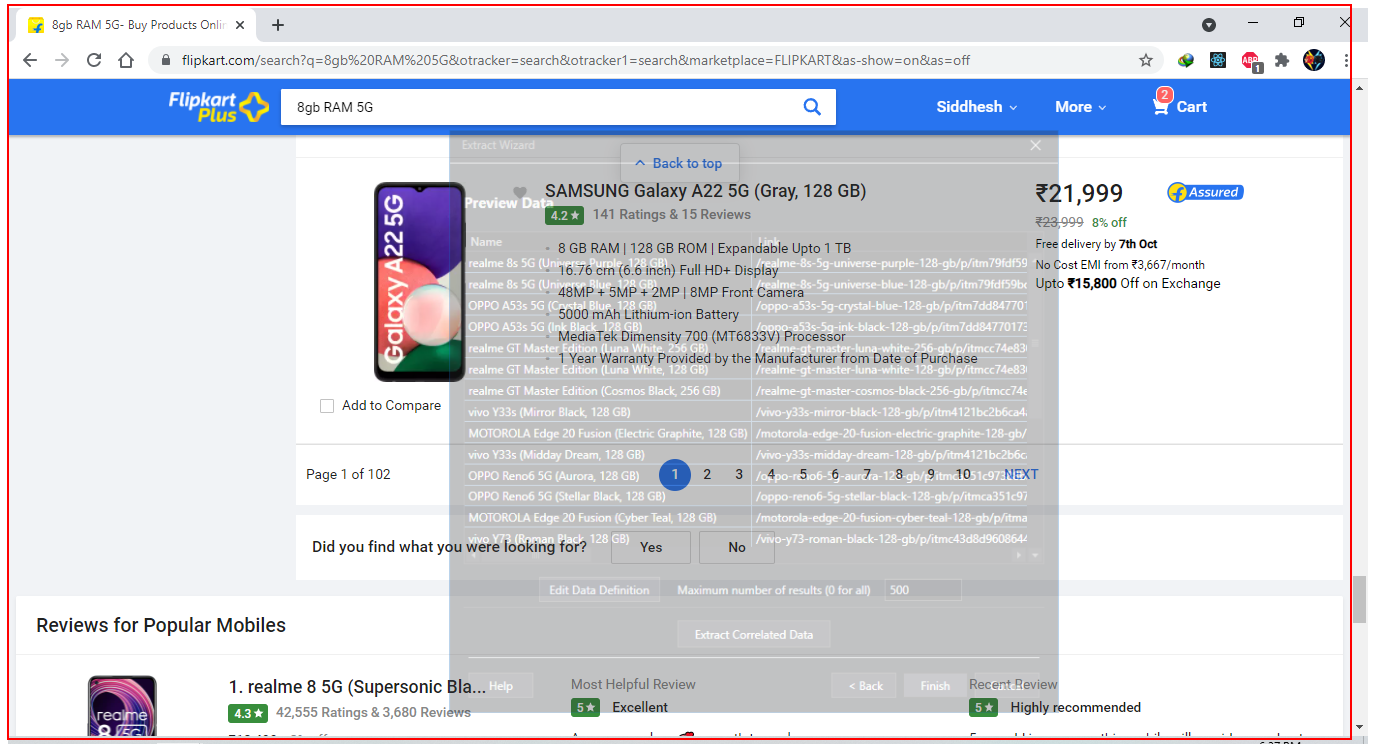 8gb RAM 5G- Buy Products Onlin
flipkart.com/search?q=8gb%20RAM%205G&otracker=search&otracker1=search&marketplace=FLIPKART&as-show=on&as=off
ABP
1
Flipkart
Plus
8gb RAM 5G
Siddhesh
More
2
Cart
Extract Wizard
Back to top
Galaxy A22 5G
SAMSUNG Galaxy A22 5G (Gray, 128 GB)
4.2★ 141 Ratings & 15 Reviews
₹21,999
f Assured
₹23,999 8% off
Free delivery by 7th Oct
No Cost EMI from ₹3,667/month
Upto ₹15,800 Off on Exchange
• 8 GB RAM | 128 GB ROM | Expandable Upto 1 TB
• 16.76 cm (6.6 inch) Full HD+ Display
• 48MP + 5MP + 2MP | 8MP Front Camera
• 5000 mAh Lithium-ion Battery
• MediaTek Dimensity 700 (MT6833V) Processor
• 1 Year Warranty Provided by the Manufacturer from Date of Purchase
Preview Data
Name Link
realme 8s 5G (Universe Purple, 128 GB) /realme-8s-5g-universe-purple-128-gb/p/itm79fdf59
realme 8s 5G (Universe Blue, 128 GB) /realme-8s-5g-universe-blue-128-gb/p/itm79fdf59b
OPPO A53s 5G (Crystal Blue, 128 GB) /oppo-a53s-5g-crystal-blue-128-gb/p/itm7dd847701
OPPO A53s 5G (Ink Black, 128 GB) /oppo-a53s-5g-ink-black-128-gb/p/itm7dd84770173
realme GT Master Edition (Luna White, 256 GB) /realme-gt-master-luna-white-256-gb/p/itmcc74e83
realme GT Master Edition (Luna White, 128 GB) /realme-gt-master-luna-white-128-gb/p/itmcc74e83
realme GT Master Edition (Cosmos Black, 256 GB) /realme-gt-master-cosmos-black-256-gb/p/itmcc74e
vivo Y33s (Mirror Black, 128 GB) /vivo-y33s-mirror-black-128-gb/p/itm4121bc2b6ca4
MOTOROLA Edge 20 Fusion (Electric Graphite, 128 GB) /motorola-edge-20-fusion-electric-graphite-128-gb/
vivo Y33s (Midday Dream, 128 GB) /vivo-y33s-midday-dream-128-gb/p/itm4121bc2b6c
OPPO Reno6 5G (Aurora, 128 GB) /oppo-reno6-5g-aurora-128-gb/p/itmca351c97
OPPO Reno6 5G (Stellar Black, 128 GB) /oppo-reno6-5g-stellar-black-128-gb/p/itmca351c97
MOTOROLA Edge 20 Fusion (Cyber Teal, 128 GB) /motorola-edge-20-fusion-cyber-teal-128-gb/p/itma
vivo Y73 (Roman Black, 128 GB) /vivo-y73-roman-black-128-gb/p/itmc43d8d9608644
Add to Compare
Page 1 of 102
1 2 3 4 5 6 7 8 9 10 NEXT
Did you find what you were looking for? Yes No
Edit Data Definition Maximum number of results (0 for all) 500
Extract Correlated Data
Reviews for Popular Mobiles
Help < Back Finish Cancel
realme
8/5G
1. realme 8 5G (Supersonic Bla...
4.3★ 42,555 Ratings & 3,680 Reviews
Most Helpful Review
5★ Excellent
Recent Review
5★ Highly recommended